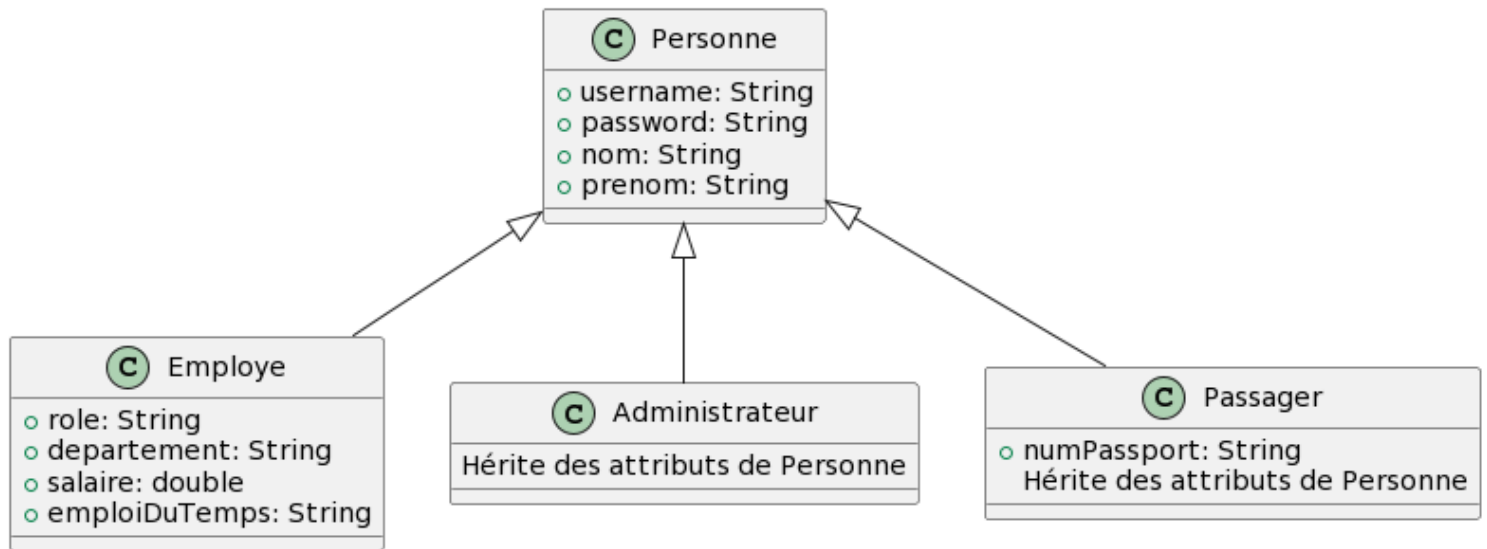 C Personne
username: String
password: String
nom: String
prenom: String
C Employe
role: String
departement: String
salaire: double
emploiDuTemps: String
C Administrateur
Hérite des attributs de Personne
C Passager
numPassport: String
Hérite des attributs de Personne